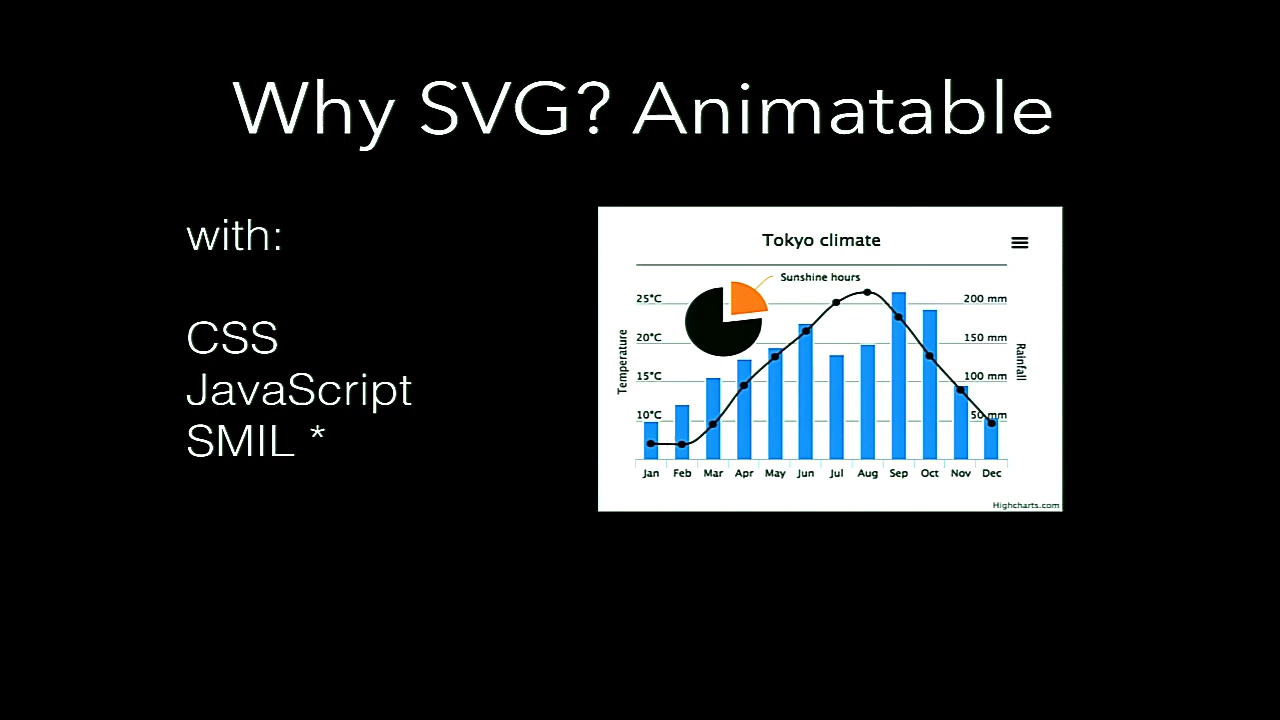 Why SVG? Animatable
with:
CSS
JavaScript
SMIL *
Tokyo climate
Sunshine hours
25°C
20°C
15°C
10°C
Temperature
200 mm
150 mm
100 mm
50 mm
Rainfall
Jan Feb Mar Apr May Jun Jul Aug Sep Oct Nov Dec
Highcharts.com